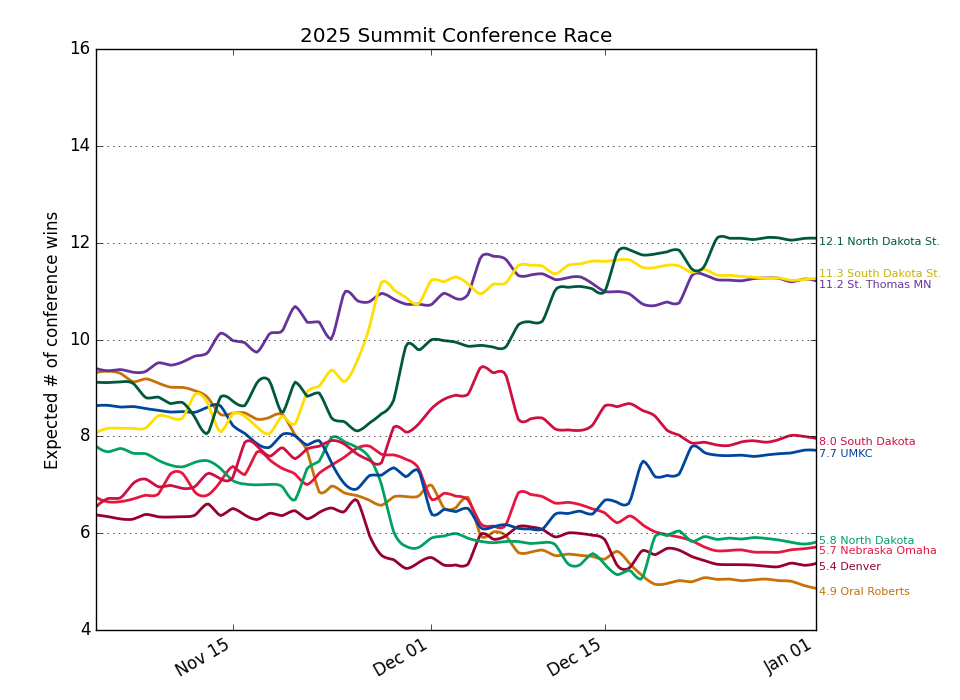 2025 Summit Conference Race
Expected # of conference wins
16
14
12
10
8
6
4
Nov 15
Dec 01
Dec 15
Jan 01
12.1 North Dakota St.
11.3 South Dakota St.
11.2 St. Thomas MN
8.0 South Dakota
7.7 UMKC
5.8 North Dakota
5.7 Nebraska Omaha
5.4 Denver
4.9 Oral Roberts